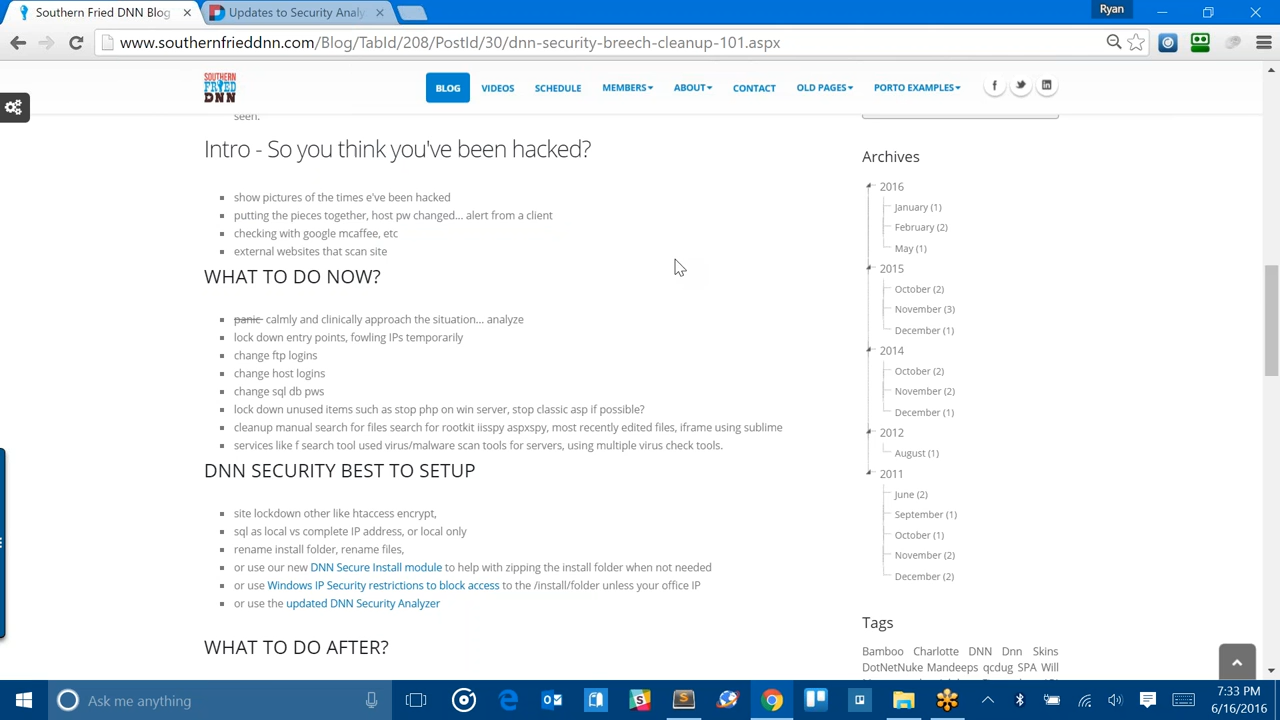 Southern Fried DNN Blog
Updates to Security Analy
Ryan
www.southernfrieddnn.com/Blog/TabId/208/PostId/30/dnn-security-breech-cleanup-101.aspx
SOUTHERN
FRIED
DNN
BLOG
VIDEOS
SCHEDULE
MEMBERS
ABOUT
CONTACT
OLD PAGES
PORTO EXAMPLES
seen.
Intro - So you think you've been hacked?
show pictures of the times e've been hacked
putting the pieces together, host pw changed... alert from a client
checking with google mcaffee, etc
external websites that scan site
WHAT TO DO NOW?
panic calmly and clinically approach the situation... analyze
lock down entry points, fowling IPs temporarily
change ftp logins
change host logins
change sql db pws
lock down unused items such as stop php on win server, stop classic asp if possible?
cleanup manual search for files search for rootkit iisspy aspxspy, most recently edited files, iframe using sublime
services like f search tool used virus/malware scan tools for servers, using multiple virus check tools.
DNN SECURITY BEST TO SETUP
site lockdown other like htaccess encrypt,
sql as local vs complete IP address, or local only
rename install folder, rename files,
or use our new DNN Secure Install module to help with zipping the install folder when not needed
or use Windows IP Security restrictions to block access to the /install/folder unless your office IP
or use the updated DNN Security Analyzer
WHAT TO DO AFTER?
Archives
2016
January (1)
February (2)
May (1)
2015
October (2)
November (3)
December (1)
2014
October (2)
November (2)
December (1)
2012
August (1)
2011
June (2)
September (1)
October (1)
November (2)
December (2)
Tags
Bamboo Charlotte DNN Dnn Skins
DotNetNuke Mandeeps qcdug SPA Will
Ask me anything
7:33 PM
6/16/2016